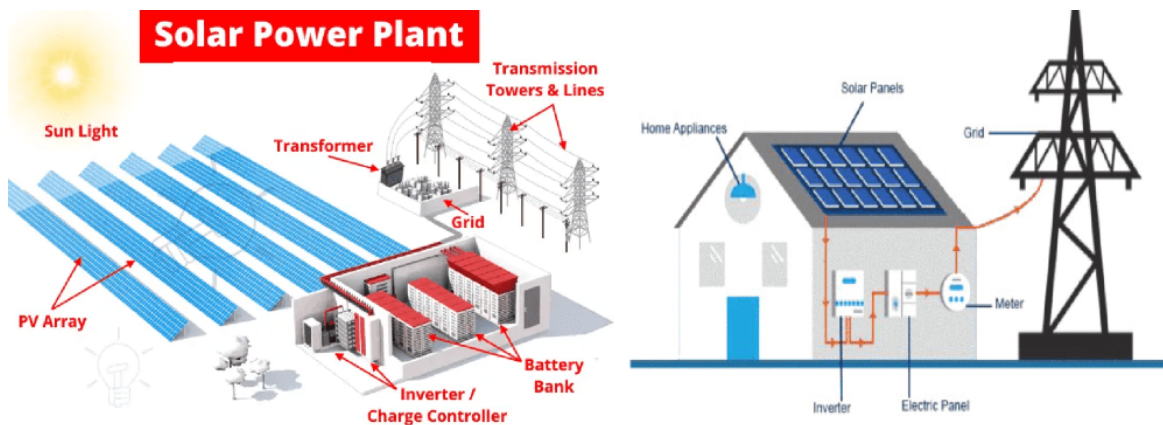 Solar Power Plant
Sun Light
Transmission
Towers & Lines
Transformer
Grid
PV Array
Battery
Bank
Inverter /
Charge Controller
Solar Panels
Home Appliances
Grid
Meter
Inverter
Electric Panel